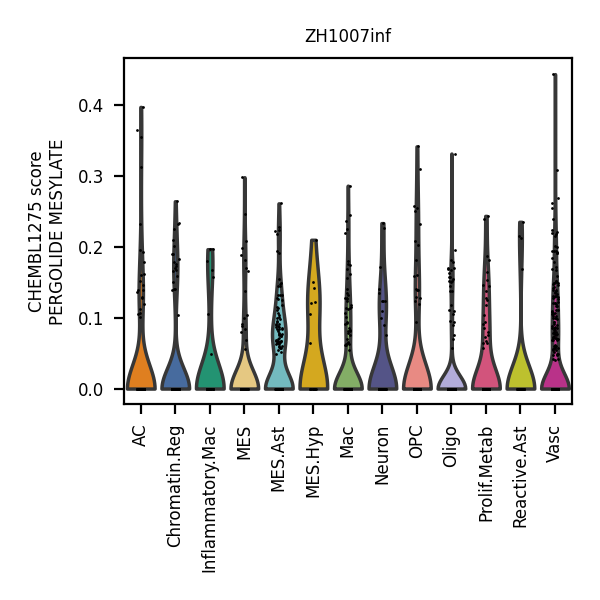 ZH1007inf
CHEMBL1275 score
PERGOLIDE MESYLATE
0.4
0.3
0.2
0.1
0.0
AC
Chromatin.Reg
Inflammatory.Mac
MES
MES.Ast
MES.Hyp
Mac
Neuron
OPC
Oligo
Prolif.Metab
Reactive.Ast
Vasc